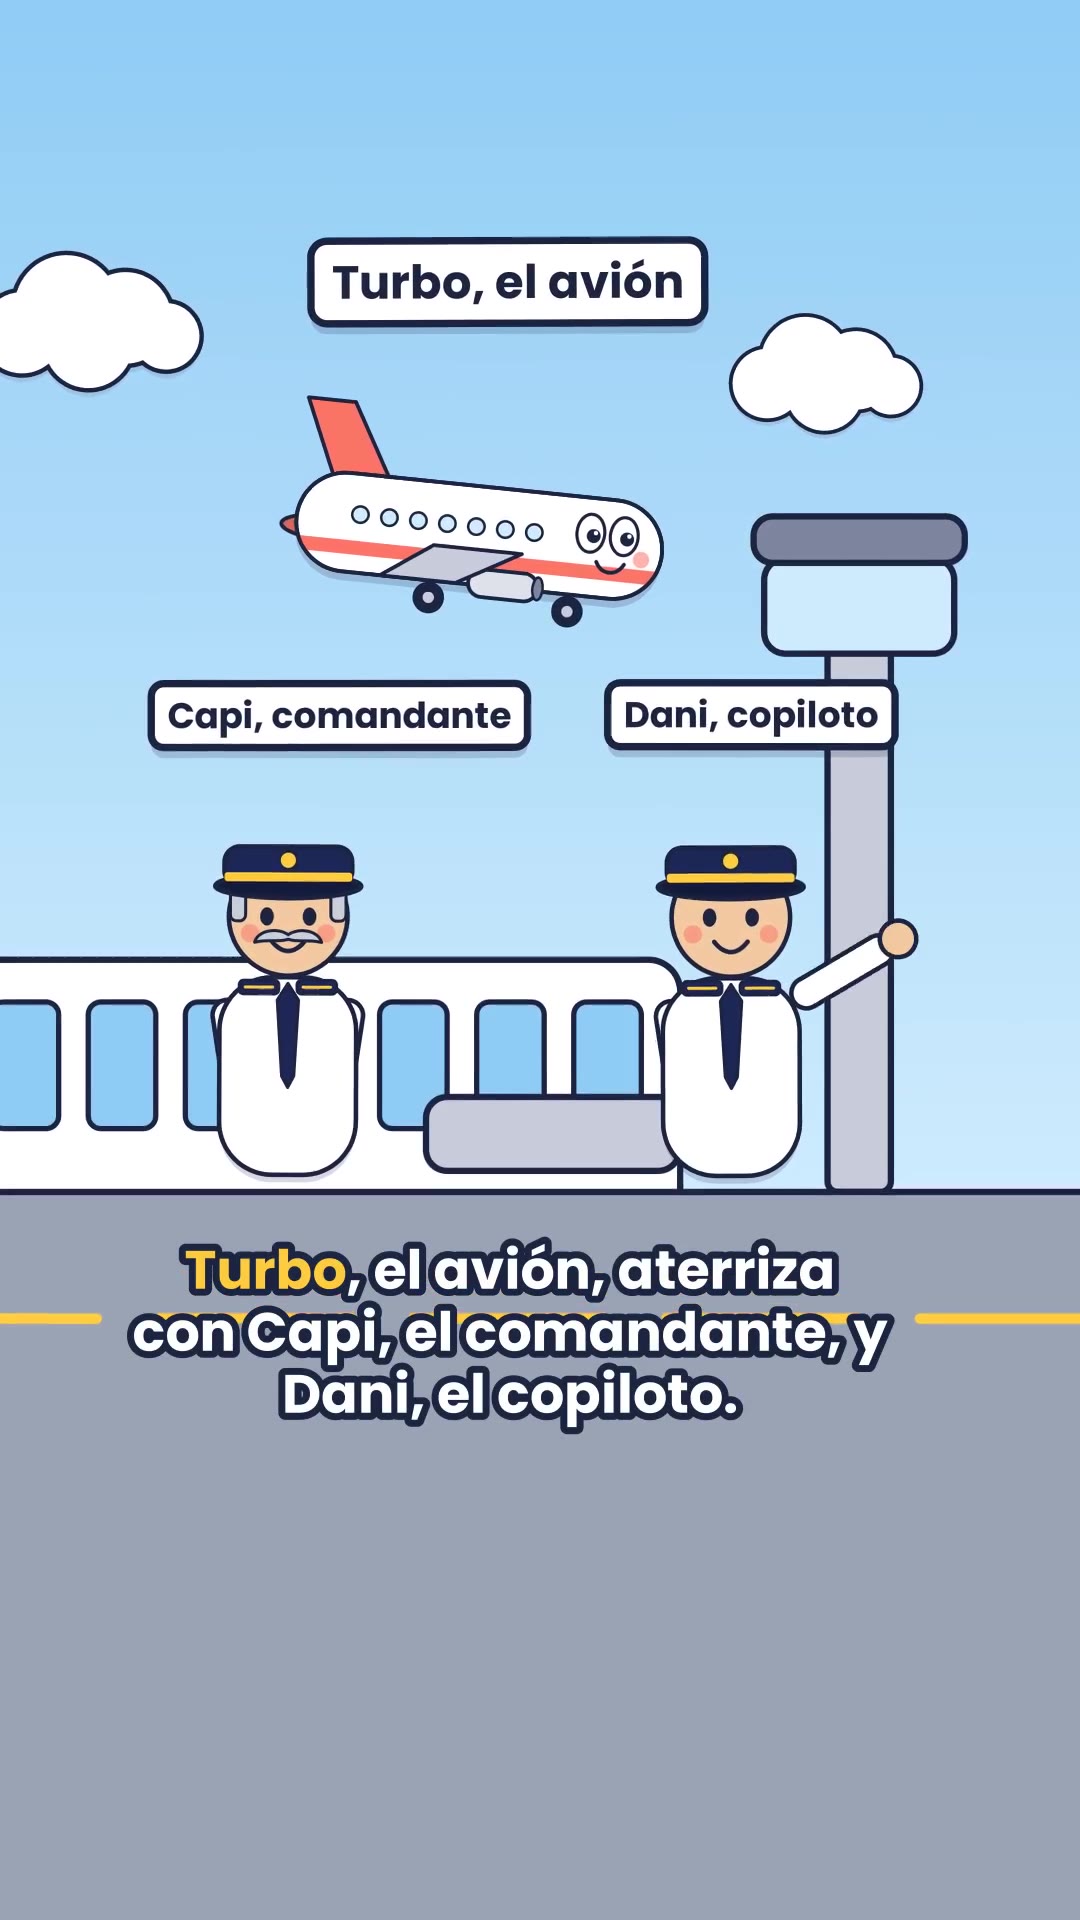 Turbo, el avión
Capi, comandante
Dani, copiloto
Turbo, el avión, aterriza
con Capi, el comandante, y
Dani, el copiloto.